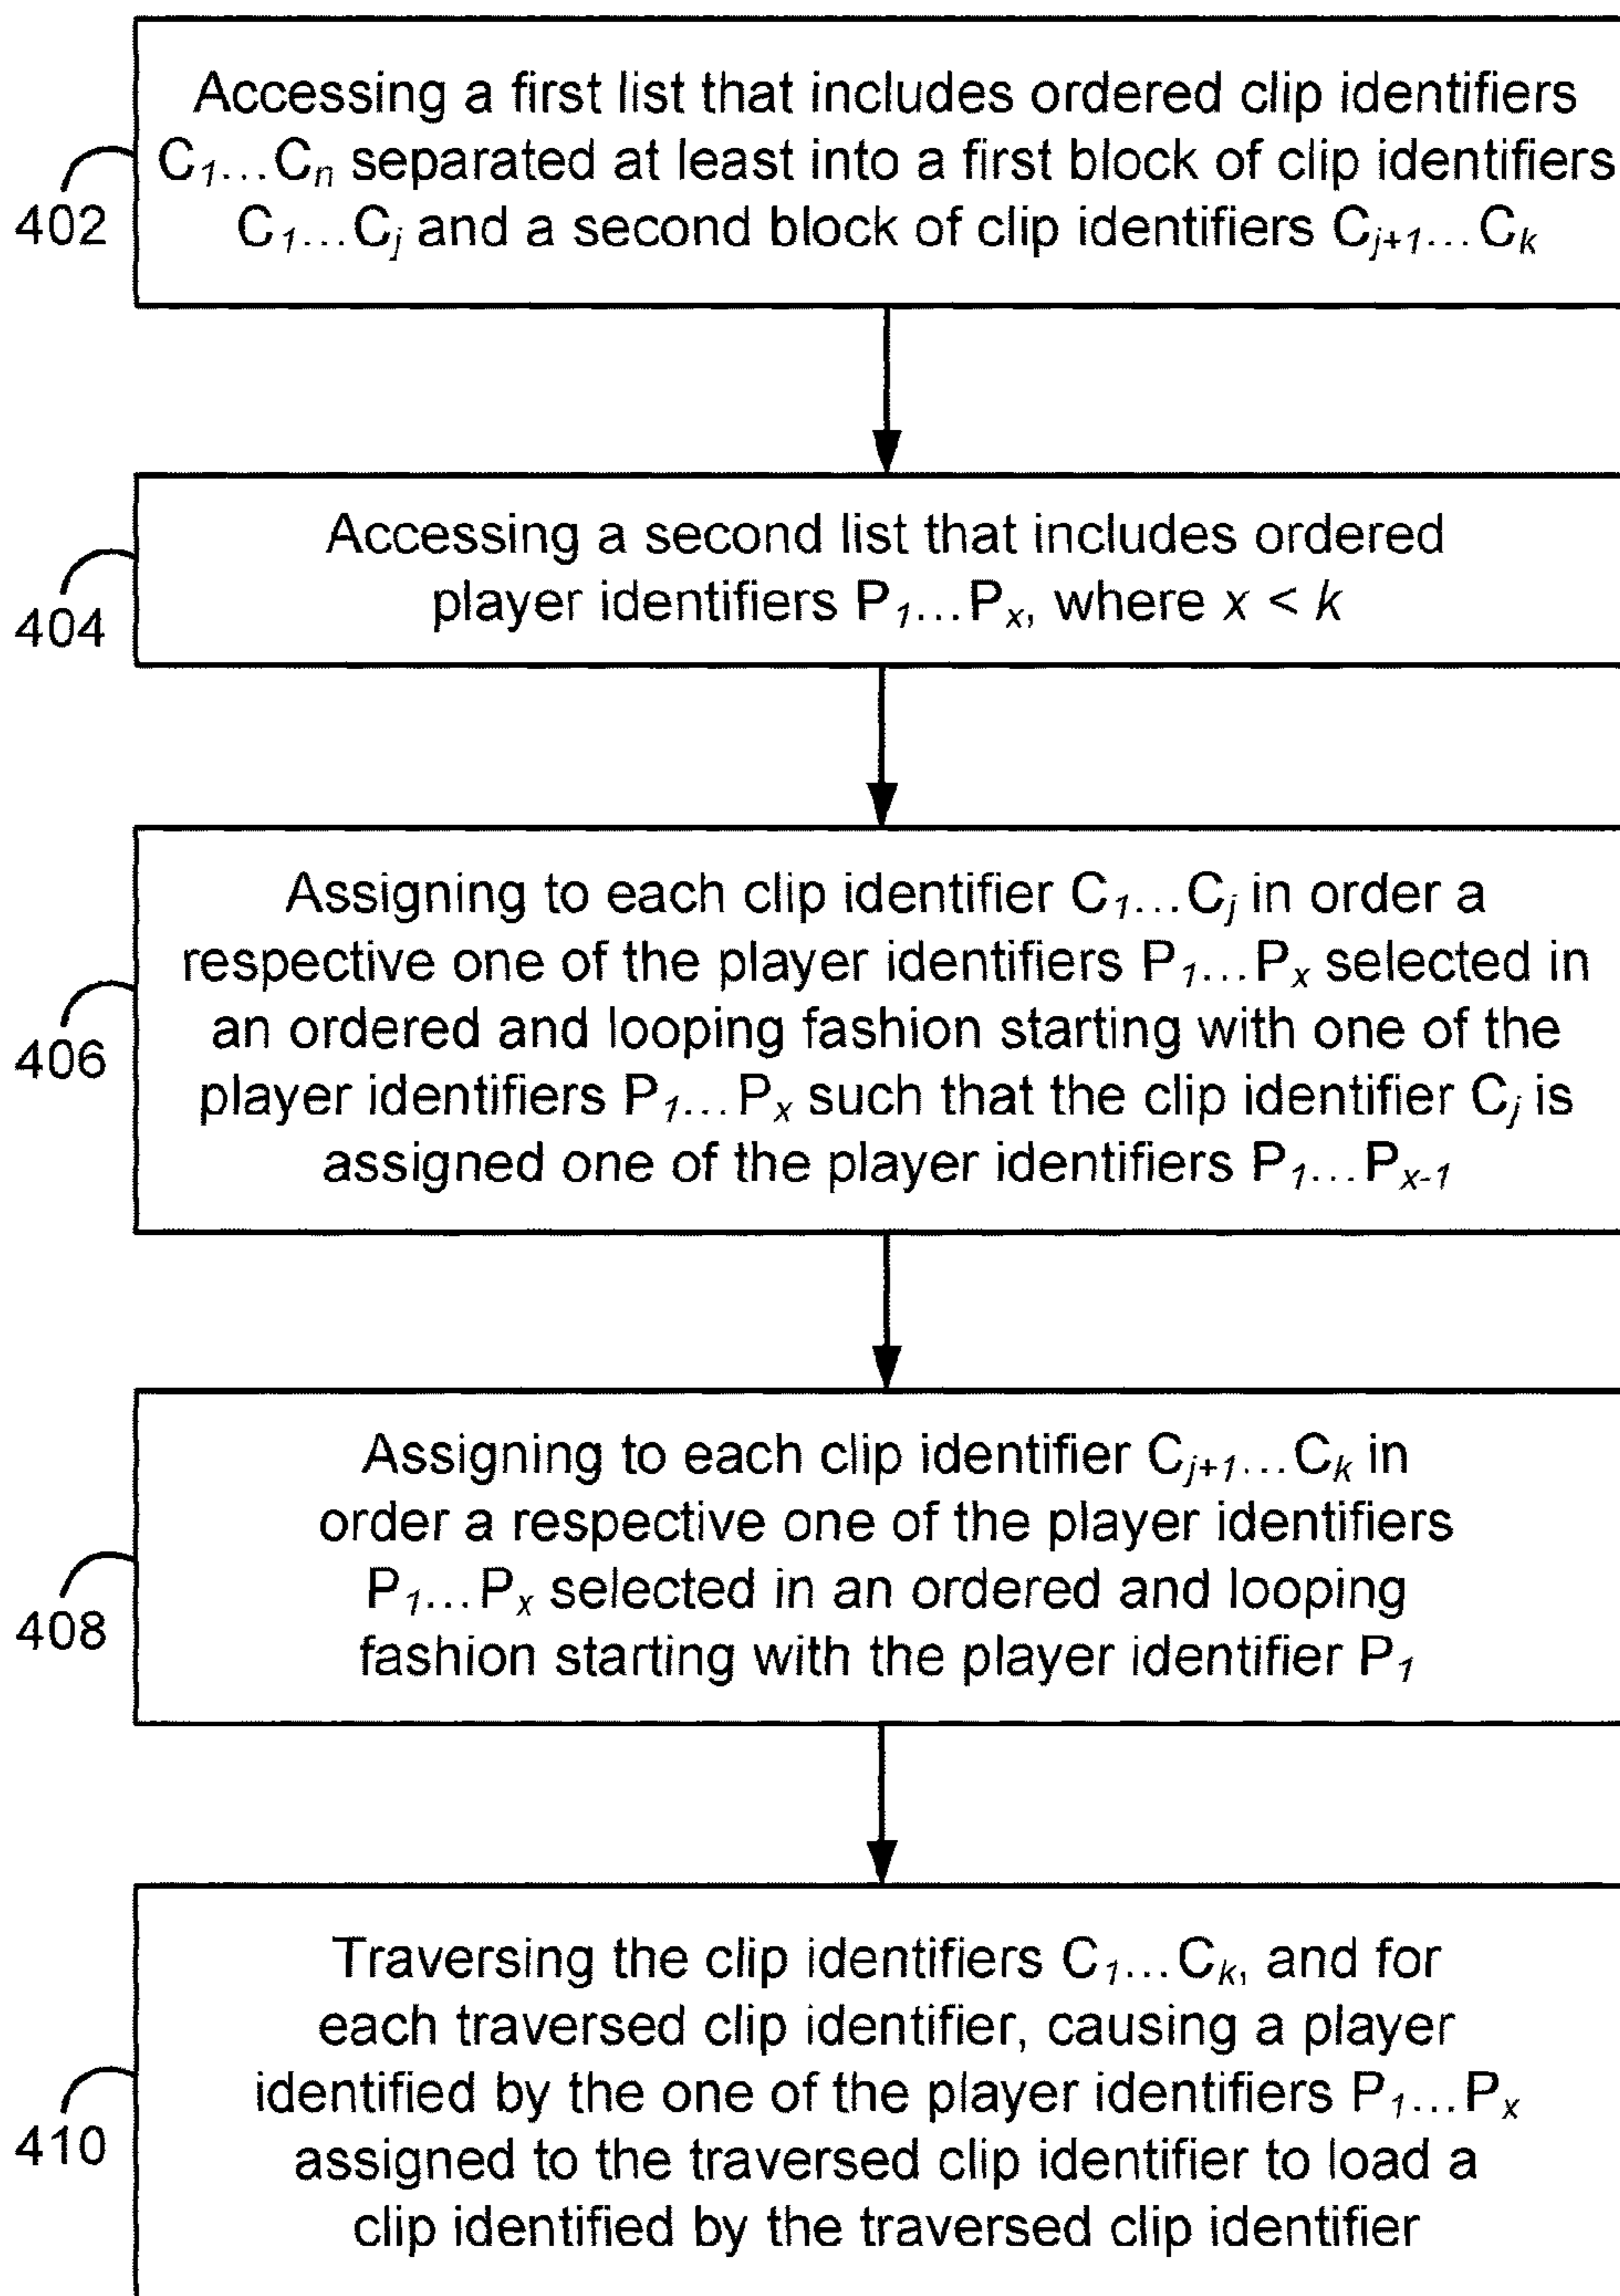 Accessing a first list that includes ordered clip identifiers
C1...Cn separated at least into a first block of clip identifiers
402
C1...Cj and a second block of clip identifiers Cj+1...Ck
Accessing a second list that includes ordered
player identifiers P1...Px, where x < k
404
Assigning to each clip identifier C1...Cj in order a
respective one of the player identifiers P1...Px selected in
an ordered and looping fashion starting with one of the
406
player identifiers P1...Px such that the clip identifier Cj is
assigned one of the player identifiers P1...Px-1
Assigning to each clip identifier Cj+1...Ck in
order a respective one of the player identifiers
P1...Px selected in an ordered and looping
408
fashion starting with the player identifier P1
Traversing the clip identifiers C1...Ck, and for
each traversed clip identifier, causing a player
identified by the one of the player identifiers P1...Px
410
assigned to the traversed clip identifier to load a
clip identified by the traversed clip identifier